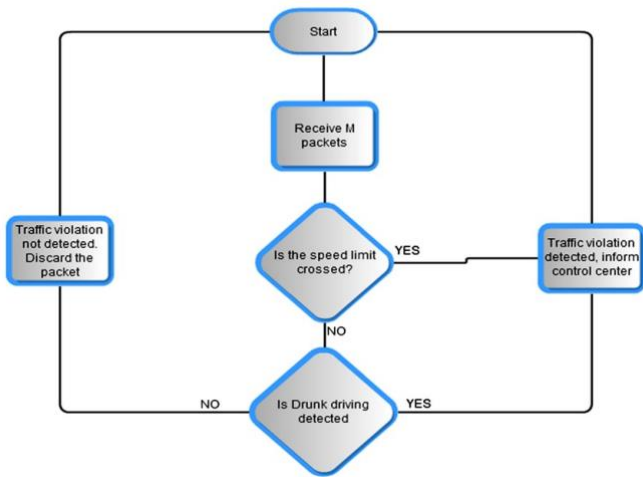 Start
Receive M
packets
Is the speed limit
crossed?
YES
Traffic violation
not detected.
Discard the
packet
Traffic violation
detected, inform
control center
NO
Is Drunk driving
detected
NO
YES